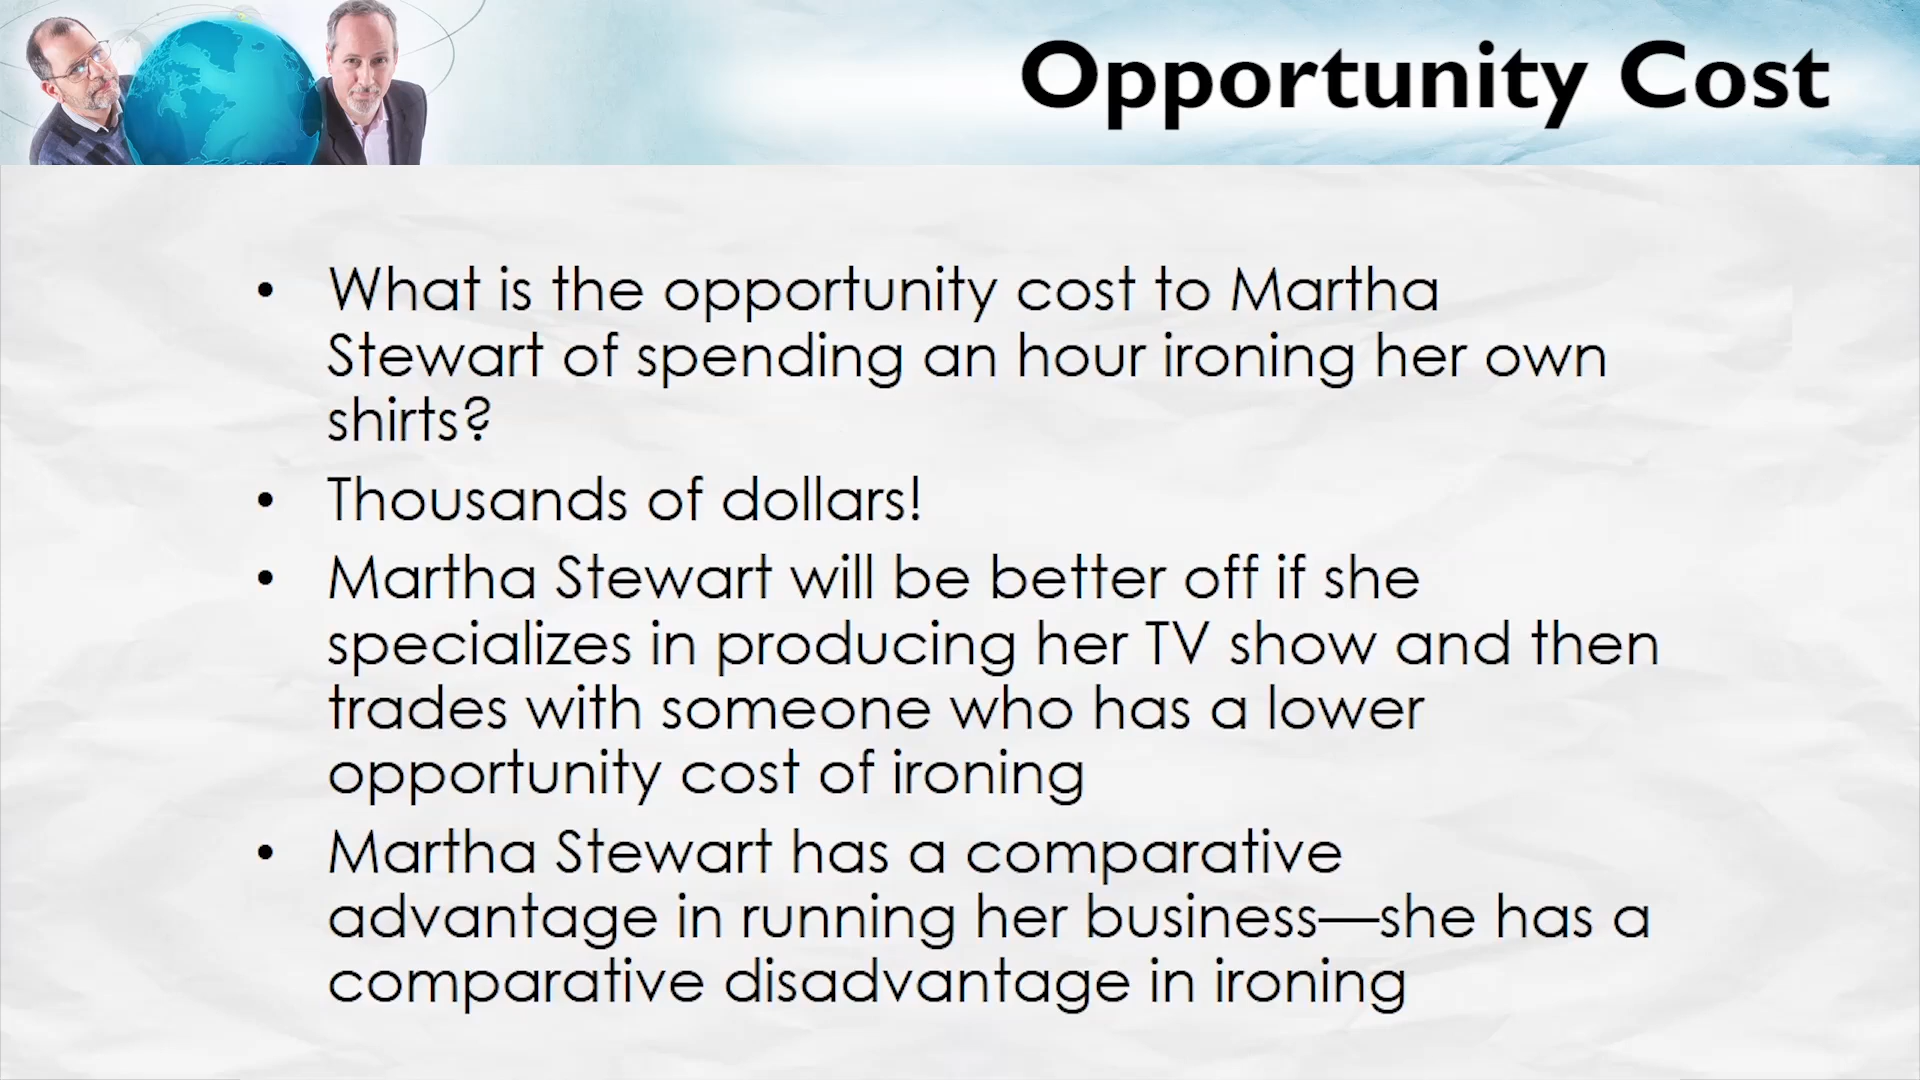 Opportunity Cost
• What is the opportunity cost to Martha
Stewart of spending an hour ironing her own
shirts?
• Thousands of dollars!
• Martha Stewart will be better off if she
specializes in producing her TV show and then
trades with someone who has a lower
opportunity cost of ironing
• Martha Stewart has a comparative
advantage in running her business—she has a
comparative disadvantage in ironing